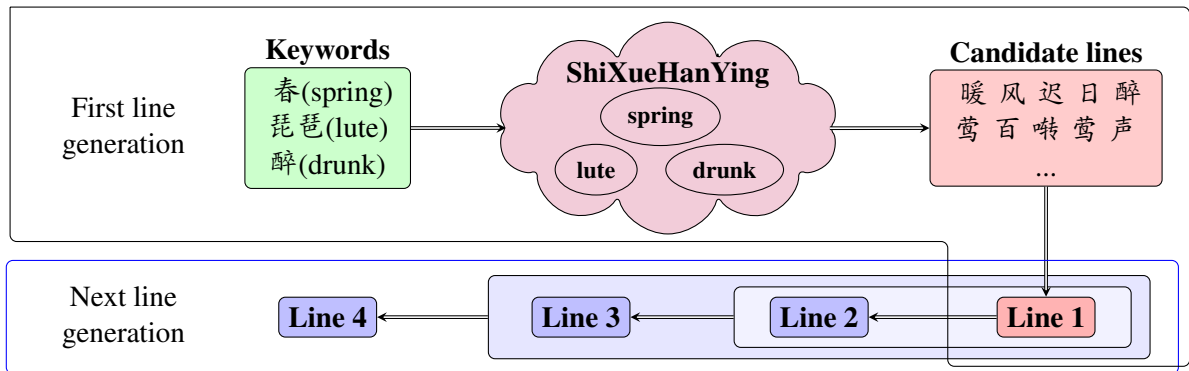 First line
generation
Keywords
春(spring)
琵琶(lute)
醉(drunk)
ShiXueHanYing
spring
lute
drunk
Candidate lines
暖 风 迟 日 醉
莺 百 啭 莺 声
...
Next line
generation
Line 4
Line 3
Line 2
Line 1